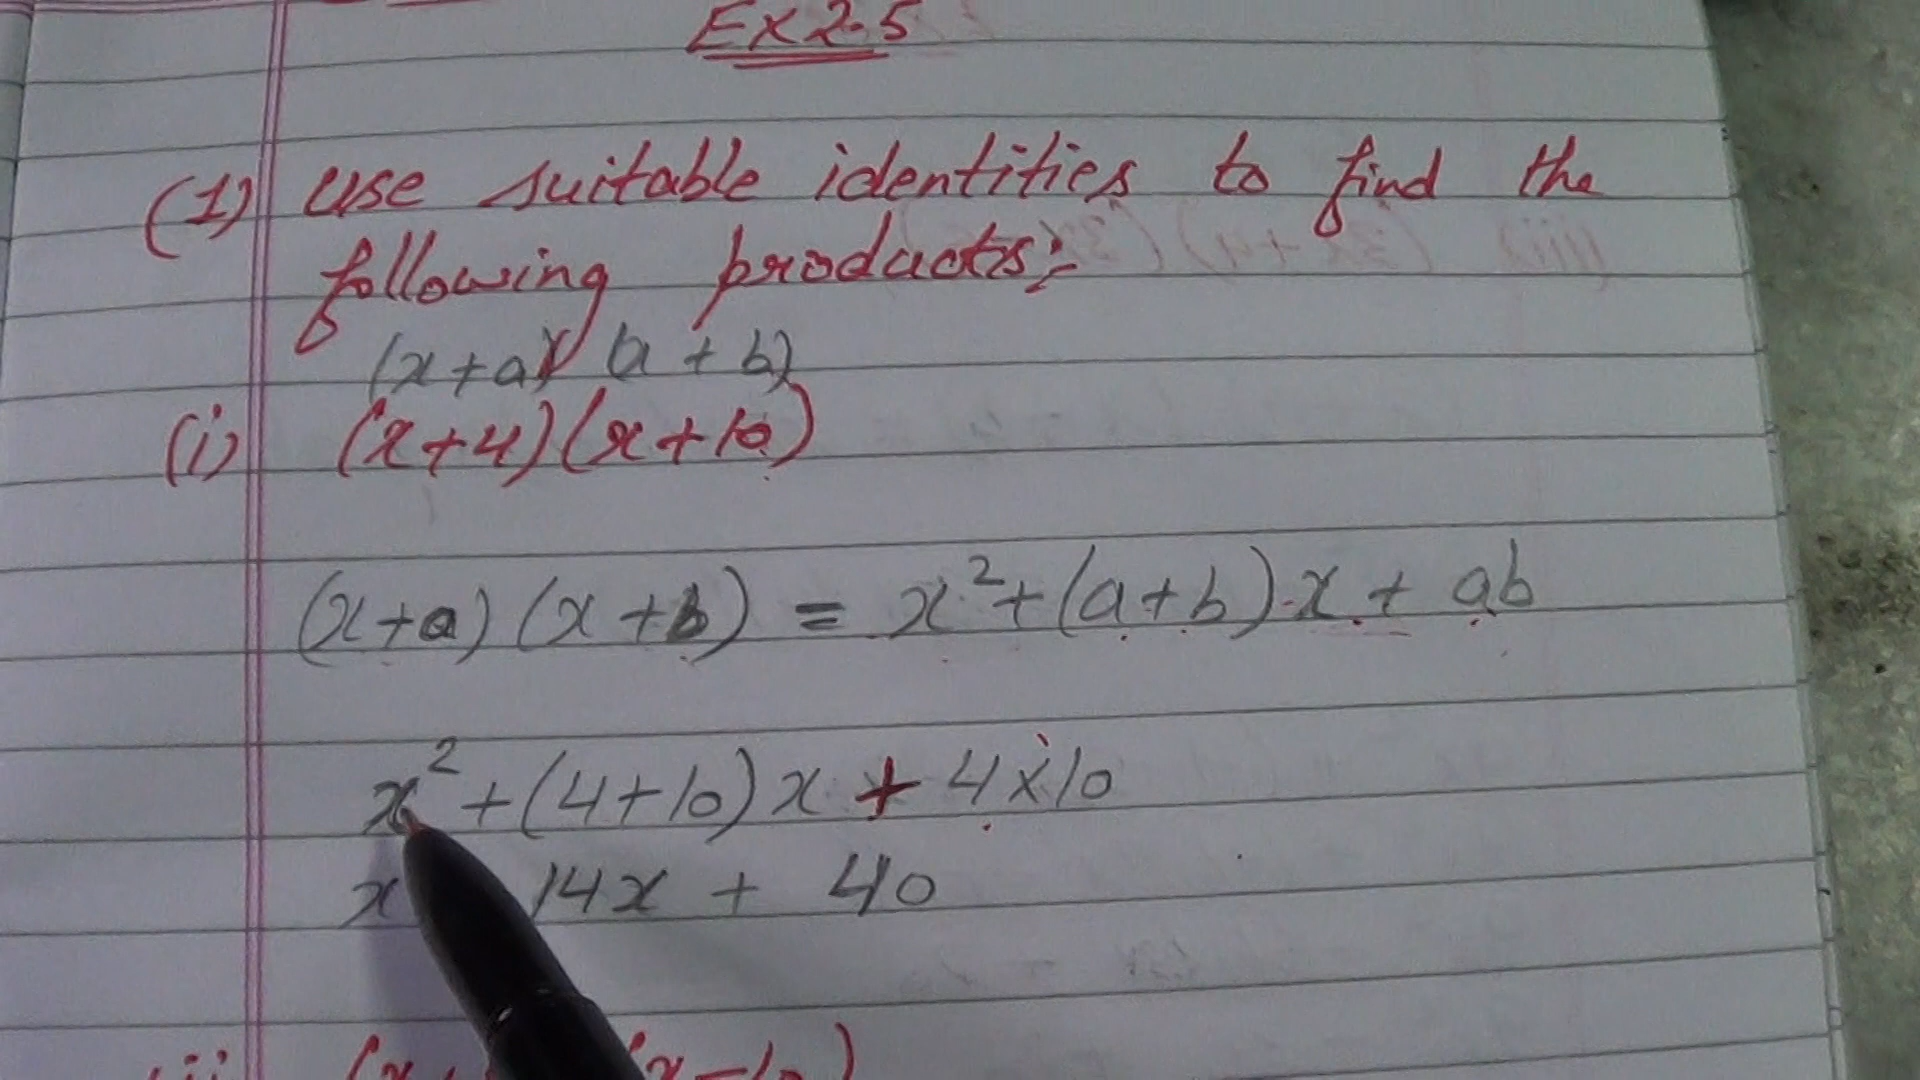 Ex 2.5
(1) Use suitable identities to find the
following products:-
(x+a) (a + b)
(i) (x+4)(x+10)
(x+a) (x+b) = x²+(a+b).x + ab
x²+(4+10)x + 4×10
x 14x + 40
(x-10)